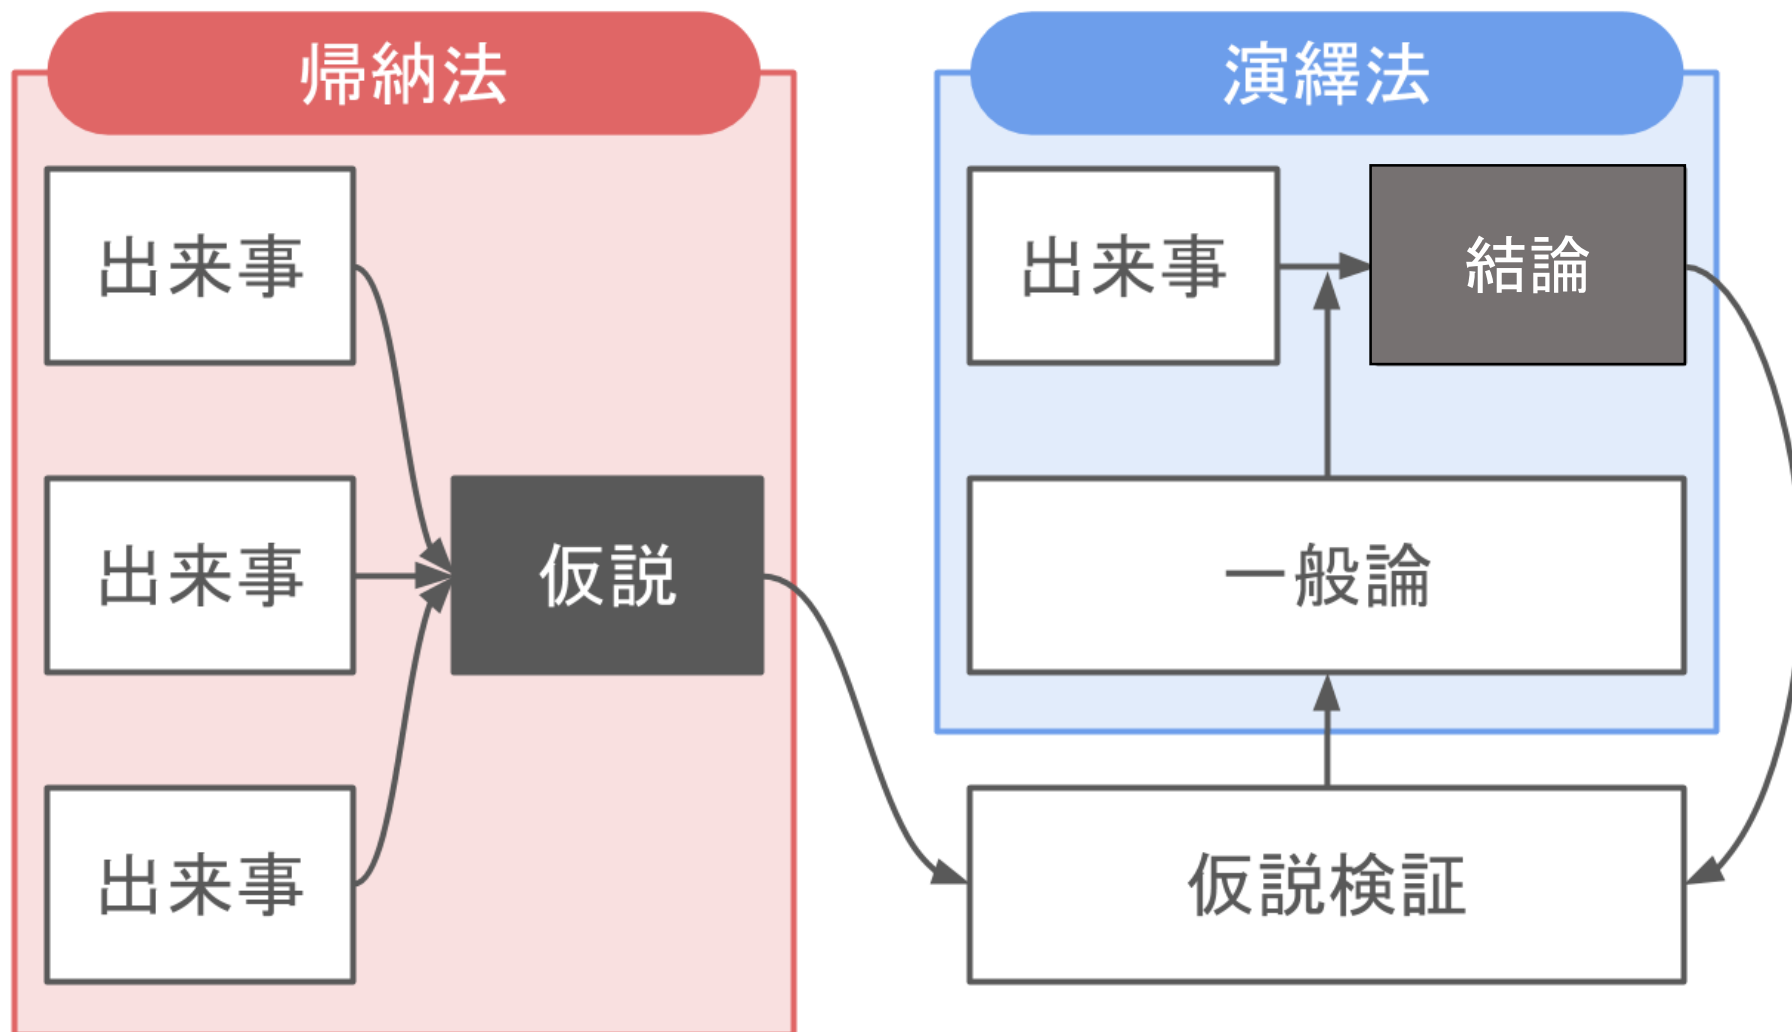 帰納法
出来事
出来事
仮説
出来事
演繹法
出来事
結論
一般論
仮説検証